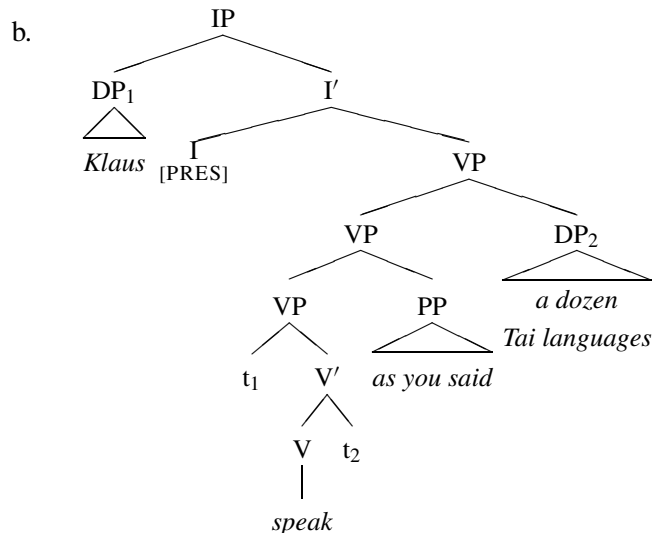 b.
IP
DP₁ I′
Klaus I VP
[PRES]
VP DP₂
VP PP a dozen
Tai languages
t₁ V′ as you said
V t₂
speak